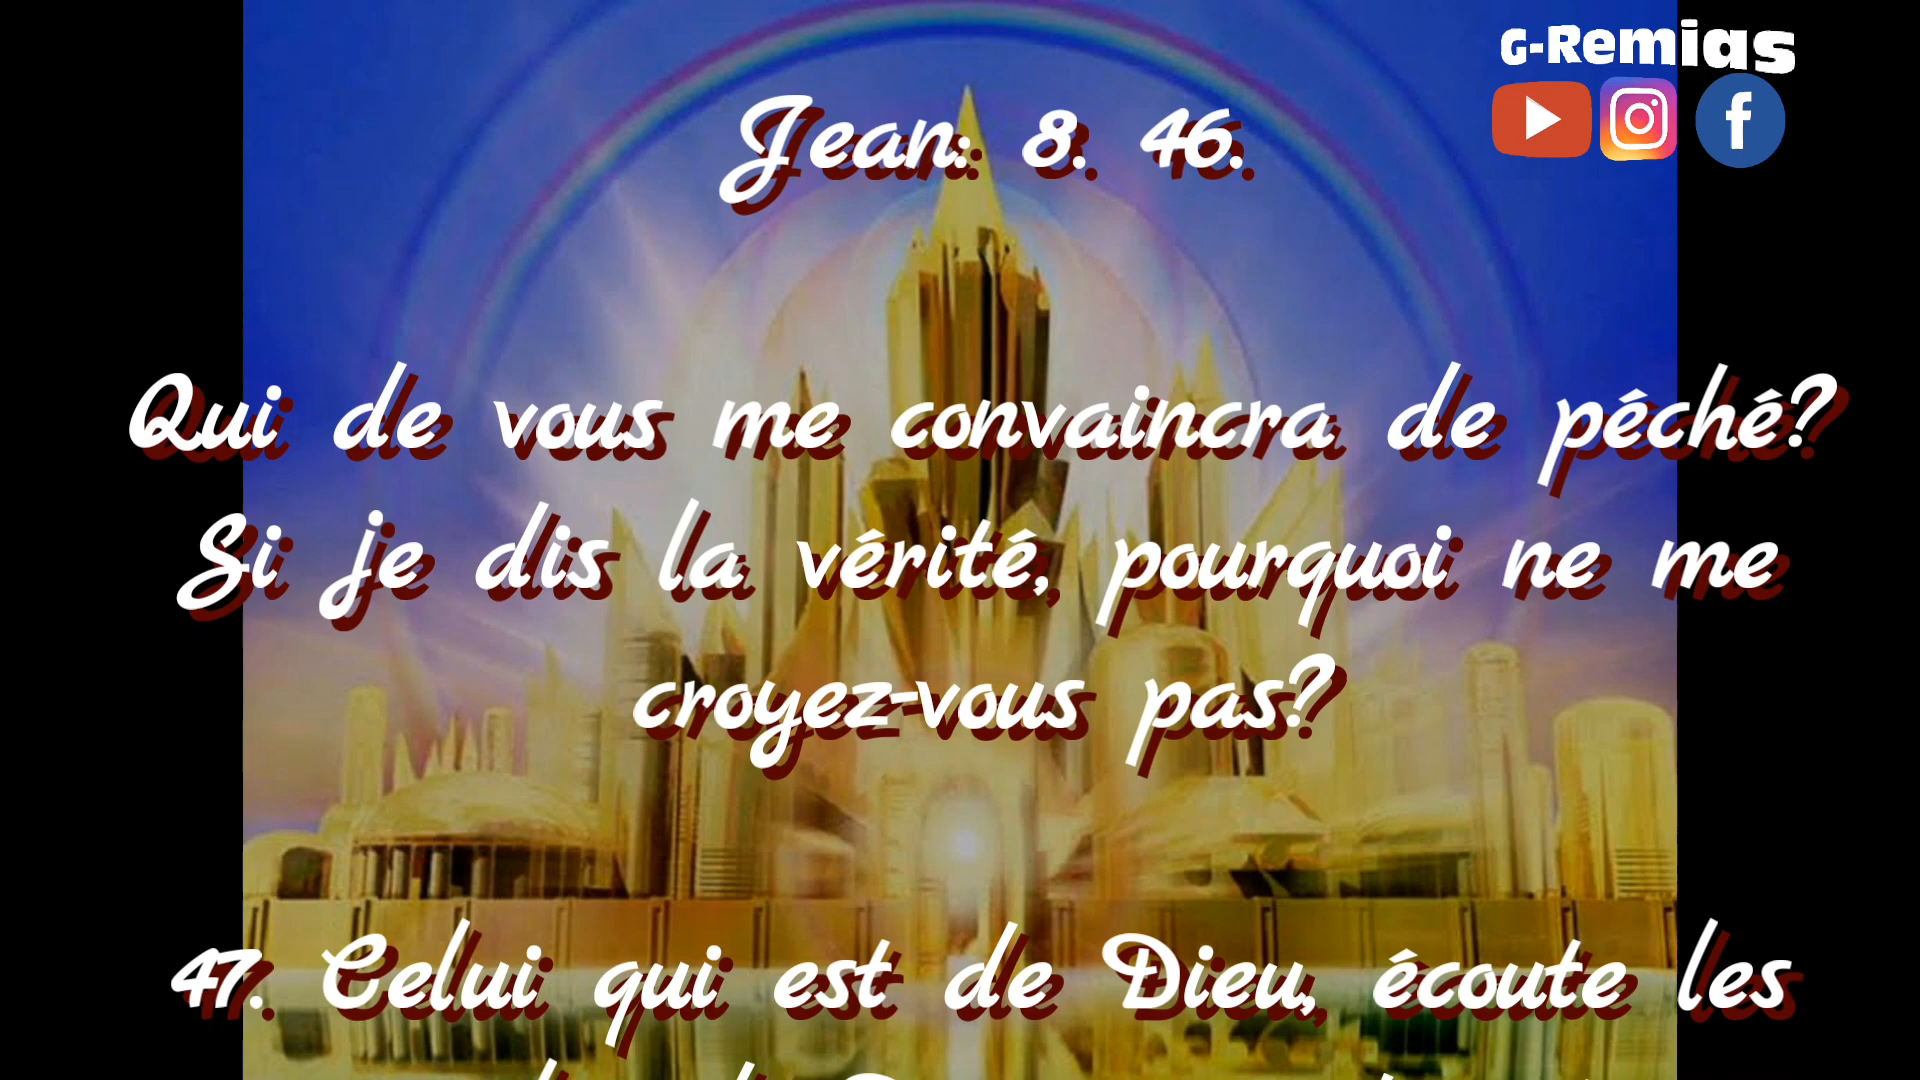 G-Remias
Jean: 8. 46.
Qui de vous me convaincra de péché?
Si je dis la vérité, pourquoi ne me
croyez-vous pas?
47. Celui qui est de Dieu, écoute les